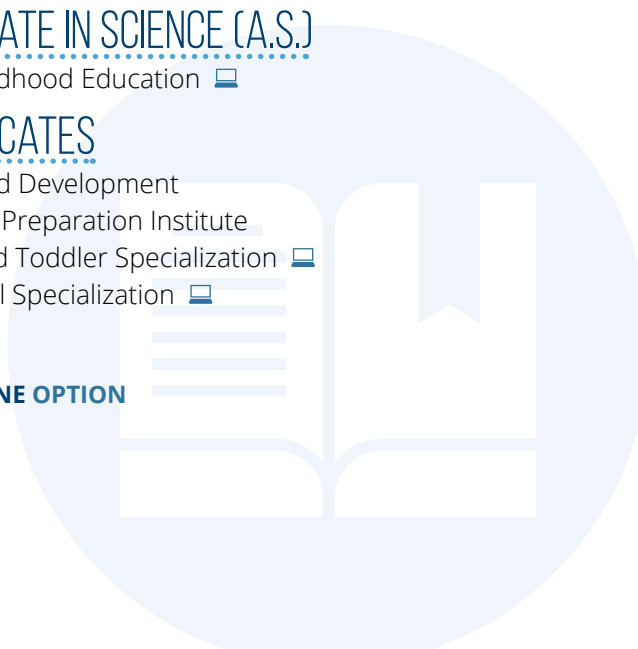 ATE IN SCIENCE (A.S.)
dhood Education
CATES
d Development
Preparation Institute
d Toddler Specialization
l Specialization
NE OPTION